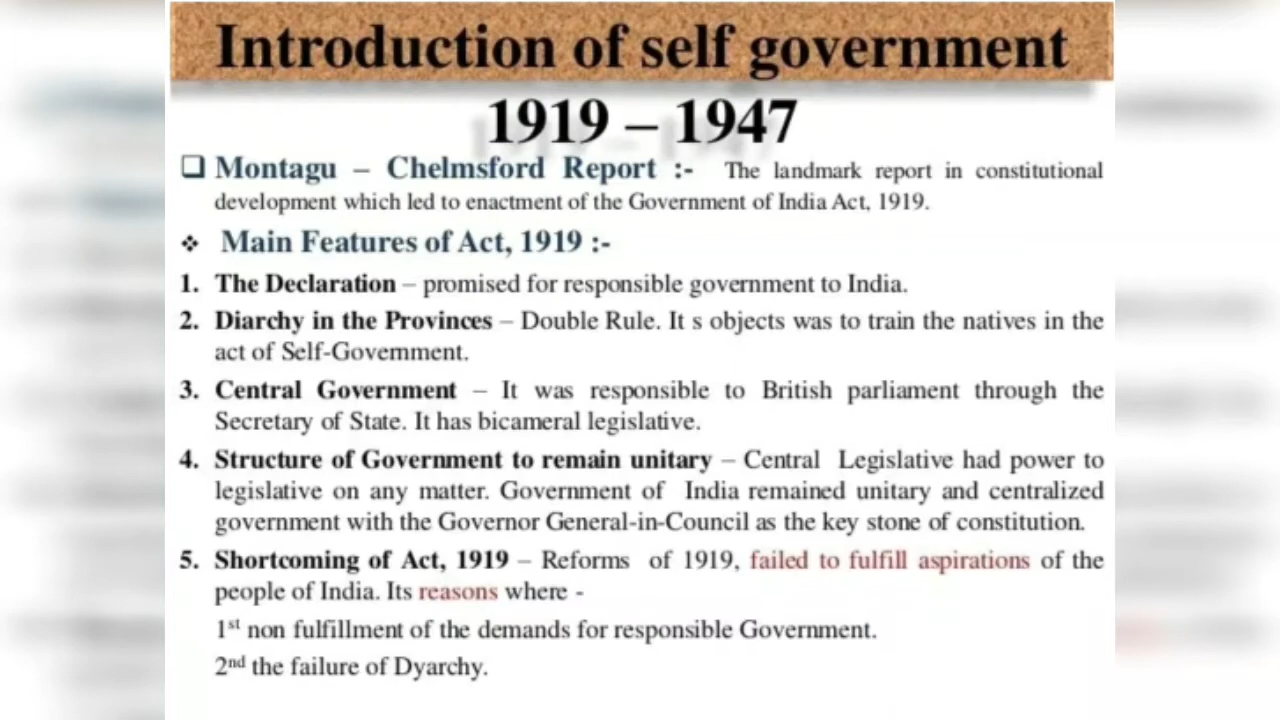 Introduction of self government
1919 – 1947
❑ Montagu – Chelmsford Report :- The landmark report in constitutional
development which led to enactment of the Government of India Act, 1919.
❖ Main Features of Act, 1919 :-
1. The Declaration – promised for responsible government to India.
2. Diarchy in the Provinces – Double Rule. It s objects was to train the natives in the
act of Self-Government.
3. Central Government – It was responsible to British parliament through the
Secretary of State. It has bicameral legislative.
4. Structure of Government to remain unitary – Central Legislative had power to
legislative on any matter. Government of India remained unitary and centralized
government with the Governor General-in-Council as the key stone of constitution.
5. Shortcoming of Act, 1919 – Reforms of 1919, failed to fulfill aspirations of the
people of India. Its reasons where -
1st non fulfillment of the demands for responsible Government.
2nd the failure of Dyarchy.